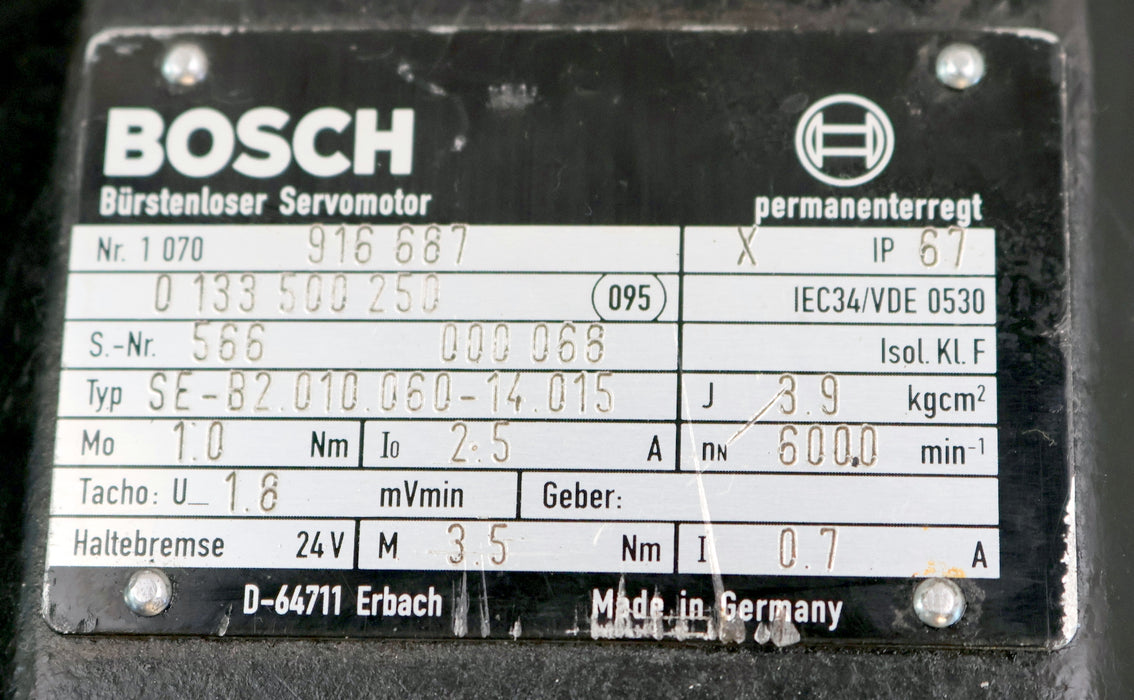 BOSCH
Bürstenloser Servomotor
permanenterregt
Nr. 1 070 916 687 X IP 67
0 133 500 250 095 IEC34/VDE 0530
S.-Nr. 566 000 068 Isol. Kl. F
Typ SE-B2.010.060-14.015 J 3.9 kgcm²
Mo 1.0 Nm I0 2.5 A nN 6000 min⁻¹
Tacho: U_ 1.8 mVmin Geber:
Haltebremse 24 V M 3.5 Nm I 0.7 A
D-64711 Erbach Made in Germany